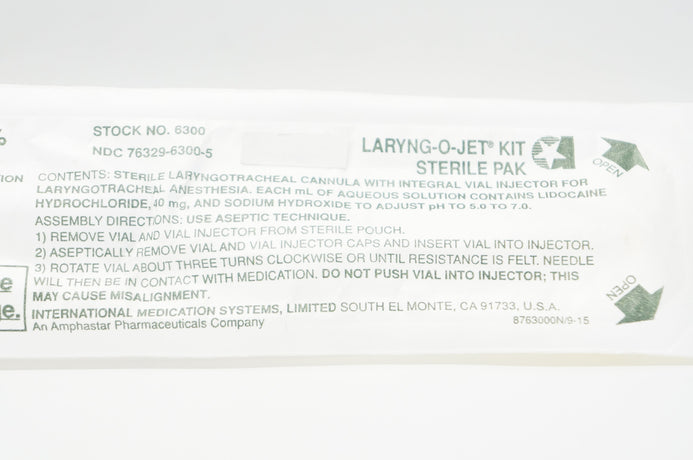 %
ION
e
e.
STOCK NO. 6300
NDC 76329-6300-5
LARYNG-O-JET® KIT
STERILE PAK
OPEN
CONTENTS: STERILE LARYNGOTRACHEAL CANNULA WITH INTEGRAL VIAL INJECTOR FOR
LARYNGOTRACHEAL ANESTHESIA. EACH mL OF AQUEOUS SOLUTION CONTAINS LIDOCAINE
HYDROCHLORIDE, 40 mg, AND SODIUM HYDROXIDE TO ADJUST pH TO 5.0 TO 7.0.
ASSEMBLY DIRECTIONS: USE ASEPTIC TECHNIQUE.
1) REMOVE VIAL AND VIAL INJECTOR FROM STERILE POUCH.
2) ASEPTICALLY REMOVE VIAL AND VIAL INJECTOR CAPS AND INSERT VIAL INTO INJECTOR.
3) ROTATE VIAL ABOUT THREE TURNS CLOCKWISE OR UNTIL RESISTANCE IS FELT. NEEDLE
WILL THEN BE IN CONTACT WITH MEDICATION. DO NOT PUSH VIAL INTO INJECTOR; THIS
MAY CAUSE MISALIGNMENT.
INTERNATIONAL MEDICATION SYSTEMS, LIMITED SOUTH EL MONTE, CA 91733, U.S.A.
An Amphastar Pharmaceuticals Company
8763000N/9-15
OPEN